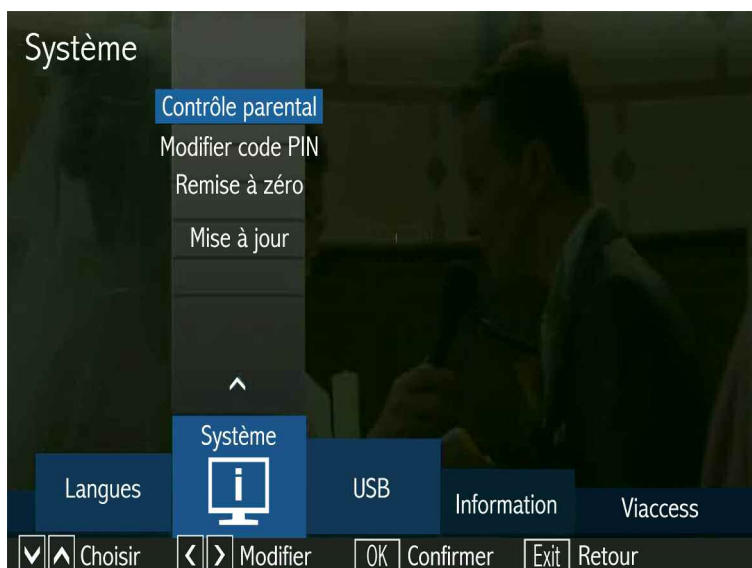 Système
Contrôle parental
Modifier code PIN
Remise à zéro
Mise à jour
Système
Langues
USB
Information
Viaccess
Choisir
Modifier
OK Confirmer
Exit Retour